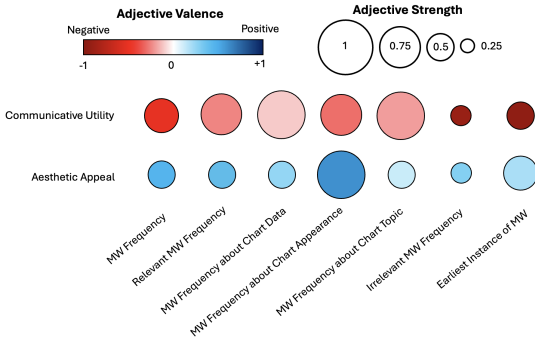 Adjective Valence
Adjective Strength
Negative
Positive
-1
0
+1
1
0.75
0.5
0.25
Communicative Utility
Aesthetic Appeal
MW Frequency
Relevant MW Frequency
MW Frequency about Chart Data
MW Frequency about Chart Appearance
MW Frequency about Chart Topic
Irrelevant MW Frequency
Earliest Instance of MW